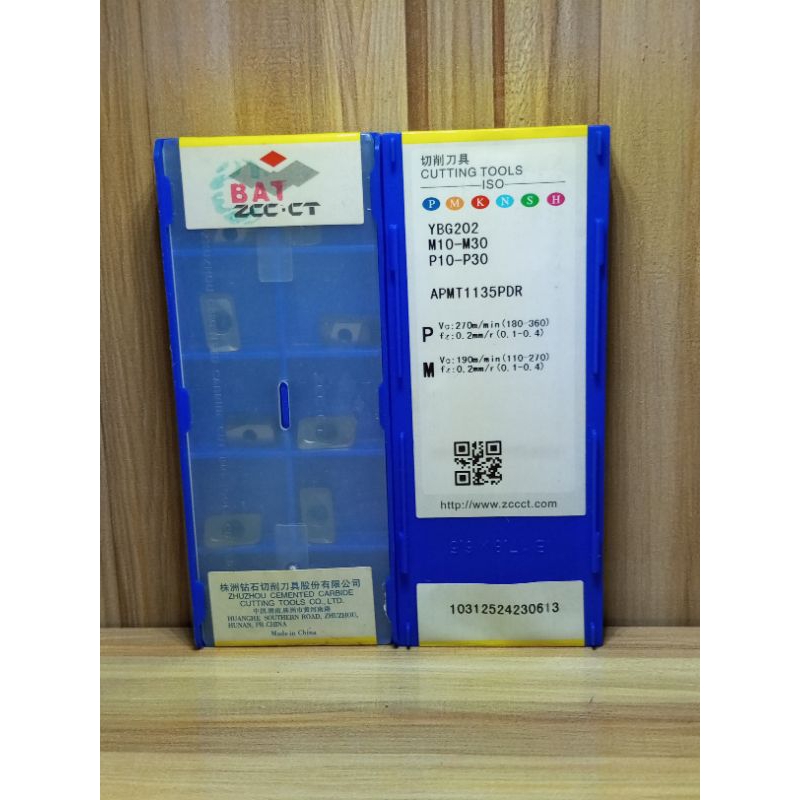 BAT
ZCC·CT
株洲钻石切削刀具股份有限公司
ZHUZHOU CEMENTED CARBIDE
CUTTING TOOLS CO., LTD.
HUANGHE SOUTHERN ROAD, ZHUZHOU,
HUNAN, PR CHINA
Made in China
切削刀具
CUTTING TOOLS
ISO
P M K N S H
YBG202
M10-M30
P10-P30
APMT1135PDR
P
Vc:270m/min(180-360)
fz:0.2mm/r(0.1-0.4)
M
Vc:190m/min(110-270)
fz:0.2mm/r(0.1-0.4)
http://www.zccct.com
10312524230613